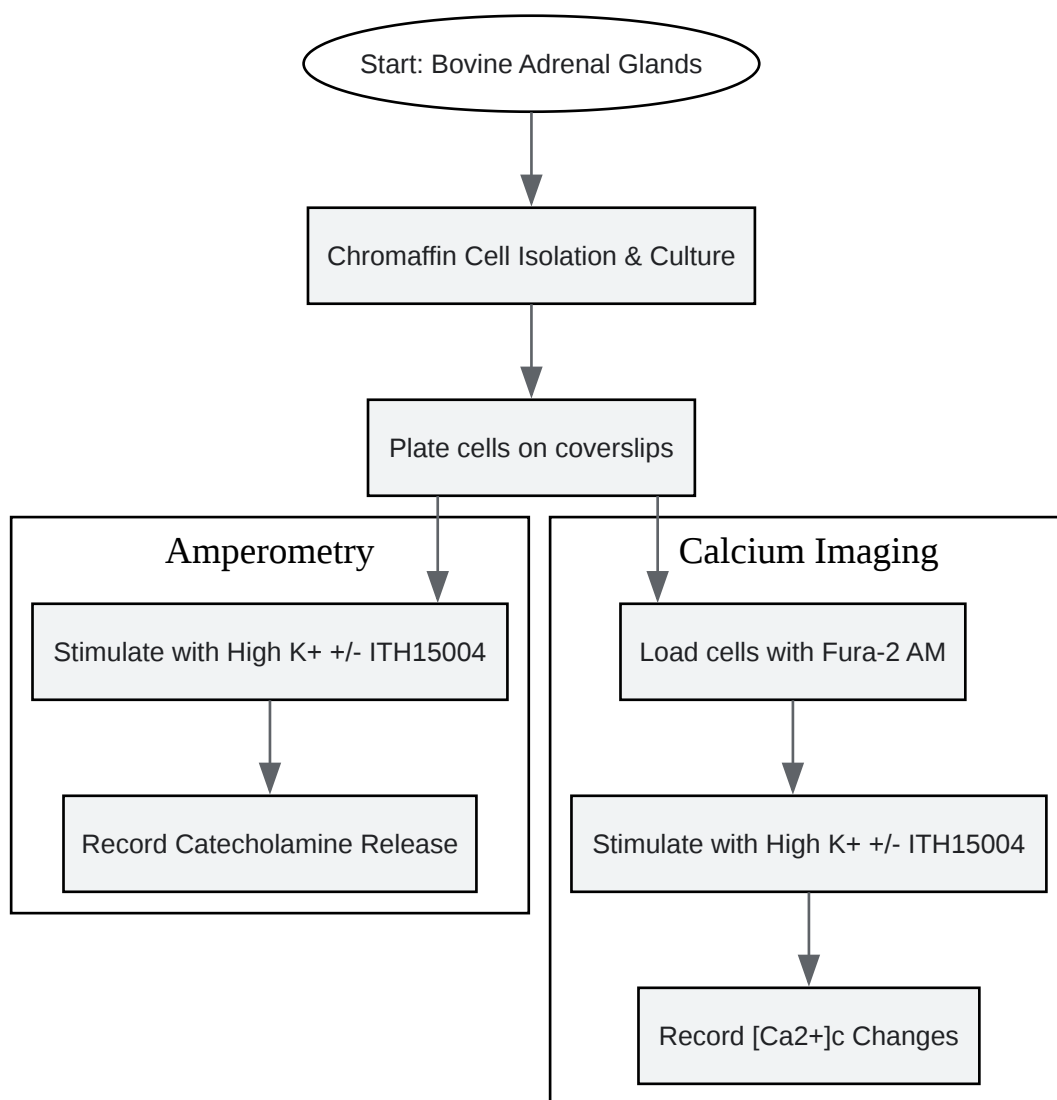 Start: Bovine Adrenal Glands
Chromaffin Cell Isolation & Culture
Plate cells on coverslips
Amperometry
Stimulate with High K+ +/- ITH15004
Record Catecholamine Release
Calcium Imaging
Load cells with Fura-2 AM
Stimulate with High K+ +/- ITH15004
Record [Ca2+]c Changes